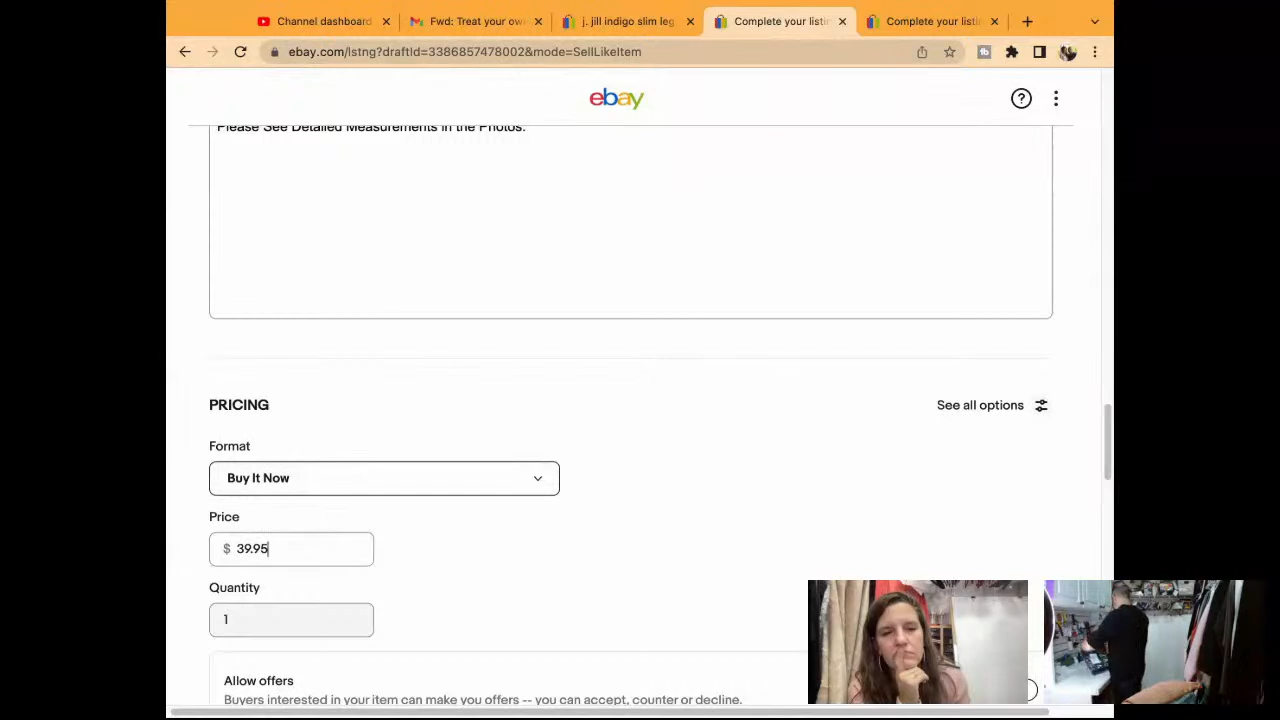 Channel dashboard
Fwd: Treat your own
j. jill indigo slim leg
Complete your listin
Complete your listin
ebay.com/lstng?draftId=3386857478002&mode=SellLikeItem
ebay
Please See Detailed Measurements in the Photos.
PRICING
See all options
Format
Buy It Now
Price
$ 39.95
Quantity
1
Allow offers
Buyers interested in your item can make you offers -- you can accept, counter or decline.